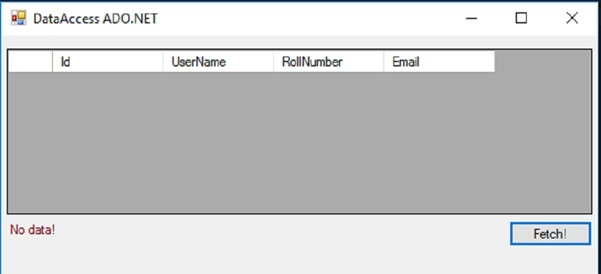 DataAccess ADO.NET
Id UserName RollNumber Email
No data! Fetch!